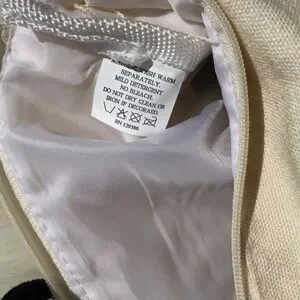 WASH WARM
SEPARATELY.
MILD DETERGENT
NO BLEACH.
DO NOT DRY CLEAN OR
IRON IF DECORATED.